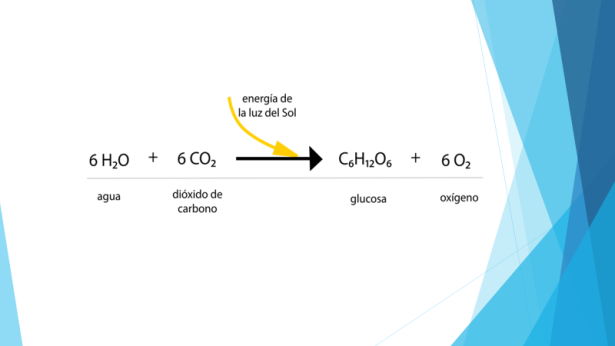 energía de
la luz del Sol
6 H₂O + 6 CO₂ C₆H₁₂O₆ + 6 O₂
agua dióxido de carbono glucosa oxígeno